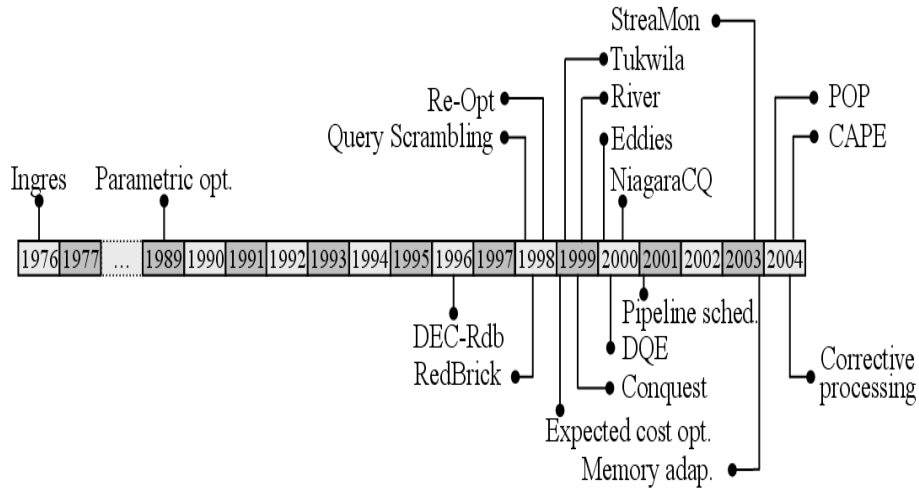 StreaMon
Tukwila
Re-Opt
River
POP
Query Scrambling
Eddies
CAPE
Ingres
Parametric opt.
NiagaraCQ
1976 1977 ... 1989 1990 1991 1992 1993 1994 1995 1996 1997 1998 1999 2000 2001 2002 2003 2004
Pipeline sched.
DEC-Rdb
DQE
RedBrick
Corrective
processing
Conquest
Expected cost opt.
Memory adap.